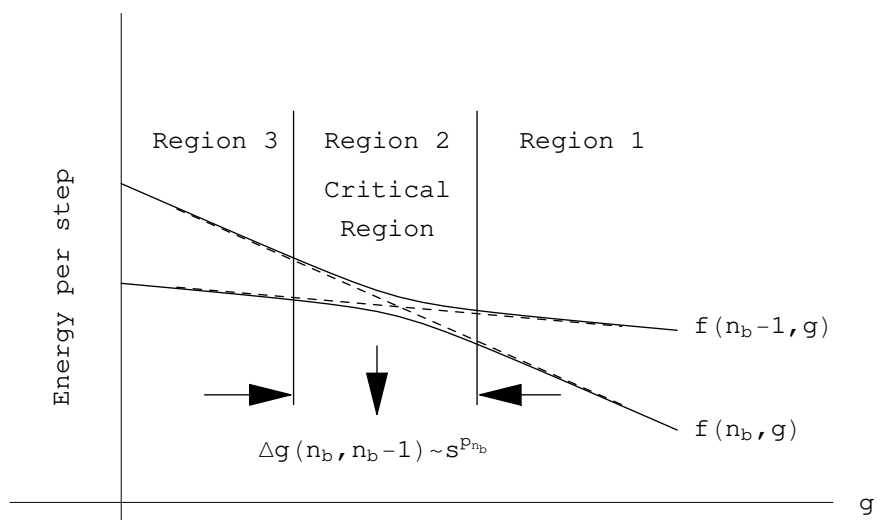 Region 3 Region 2 Region 1
Critical
Region
Energy per step
f(n_b-1,g)
f(n_b,g)
Δg(n_b,n_b-1)~s^{p_{n_b}}
g